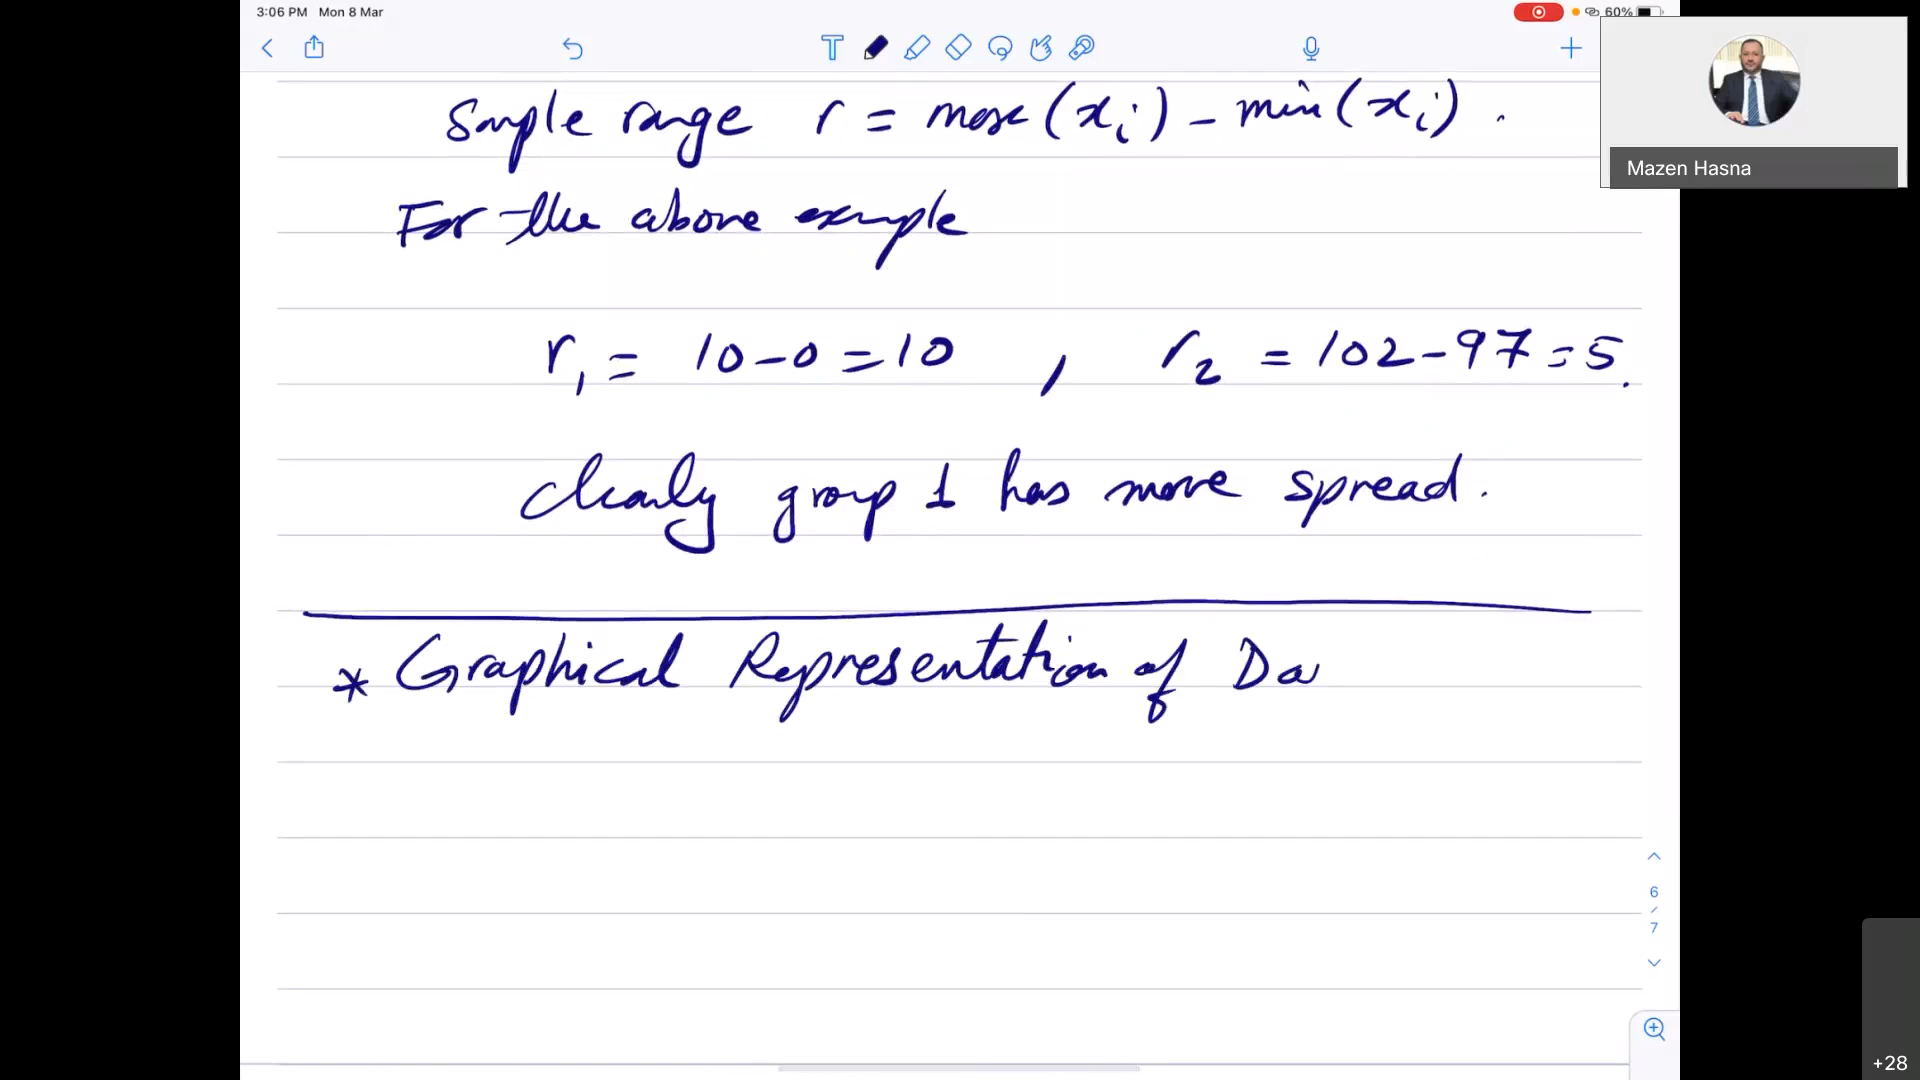 3:06 PM Mon 8 Mar
60%
Mazen Hasna
Sample range r = max(xᵢ) - min(xᵢ).
For the above example
r₁ = 10-0=10 , r₂ = 102-97=5.
clearly group 1 has more spread.
* Graphical Representation of Da
6
/
7
+28